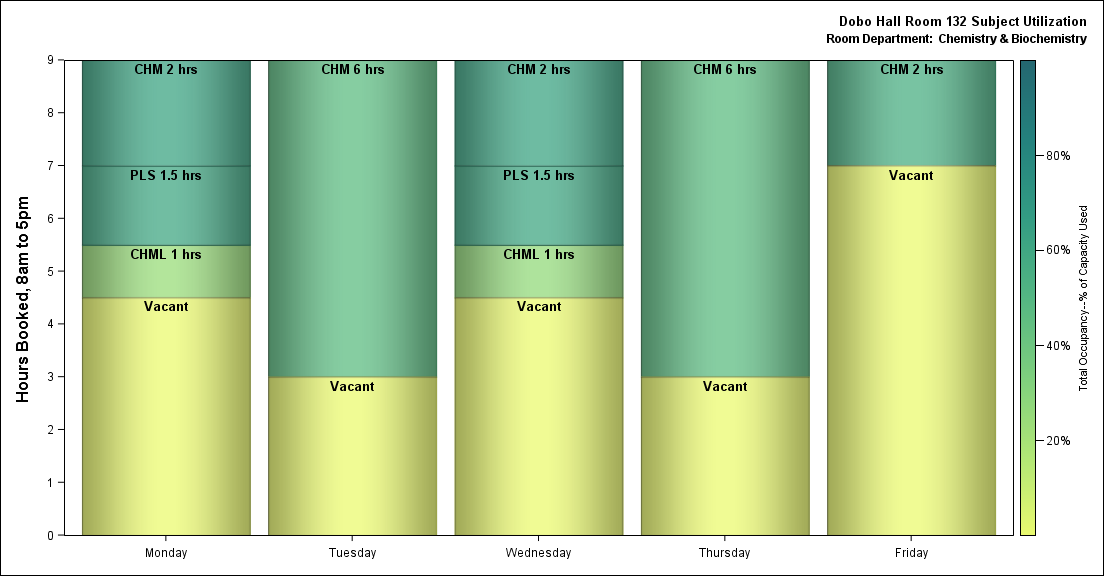 Dobo Hall Room 132 Subject Utilization
Room Department: Chemistry & Biochemistry
Hours Booked, 8am to 5pm
9
8
7
6
5
4
3
2
1
0
CHM 2 hrs
PLS 1.5 hrs
CHML 1 hrs
Vacant
CHM 6 hrs
Vacant
CHM 2 hrs
PLS 1.5 hrs
CHML 1 hrs
Vacant
CHM 6 hrs
Vacant
CHM 2 hrs
Vacant
Monday
Tuesday
Wednesday
Thursday
Friday
80%
60%
40%
20%
Total Occupancy--% of Capacity Used